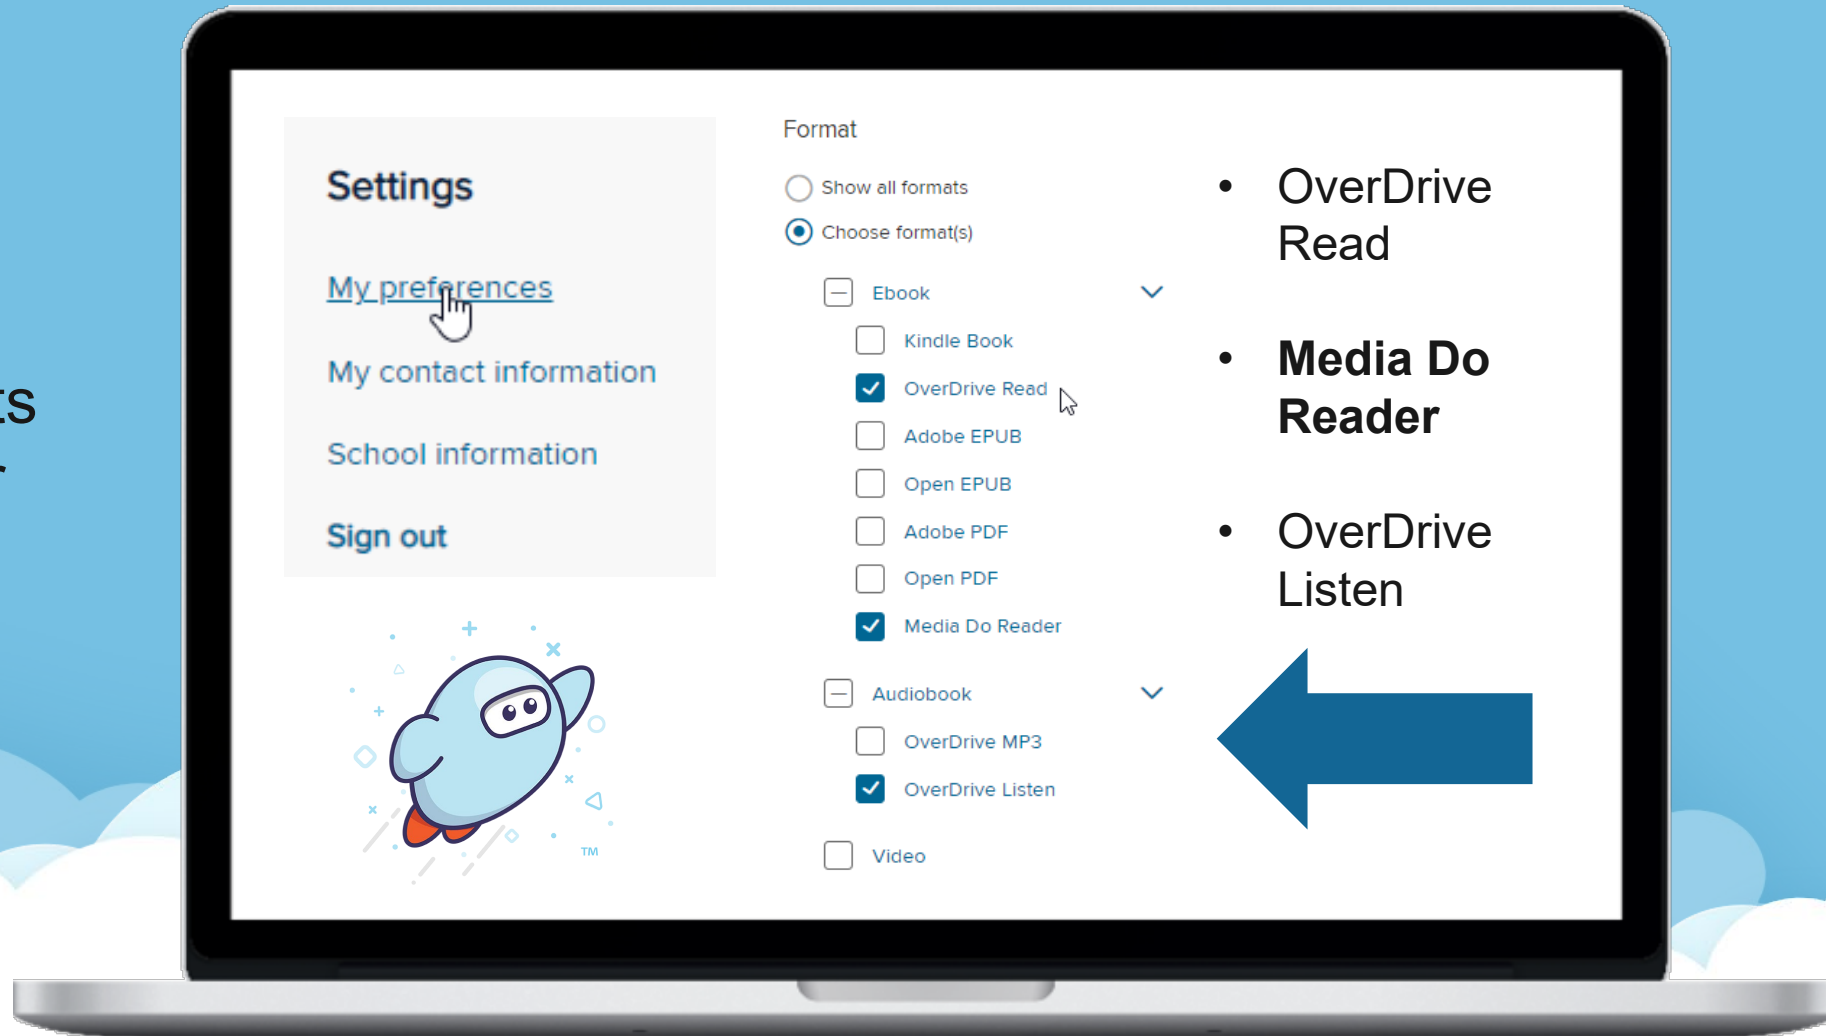 Settings
My preferences
My contact information
School information
Sign out
TM
Format
Show all formats
Choose format(s)
Ebook
Kindle Book
OverDrive Read
Adobe EPUB
Open EPUB
Adobe PDF
Open PDF
Media Do Reader
Audiobook
OverDrive MP3
OverDrive Listen
Video
• OverDrive
Read
• Media Do
Reader
• OverDrive
Listen